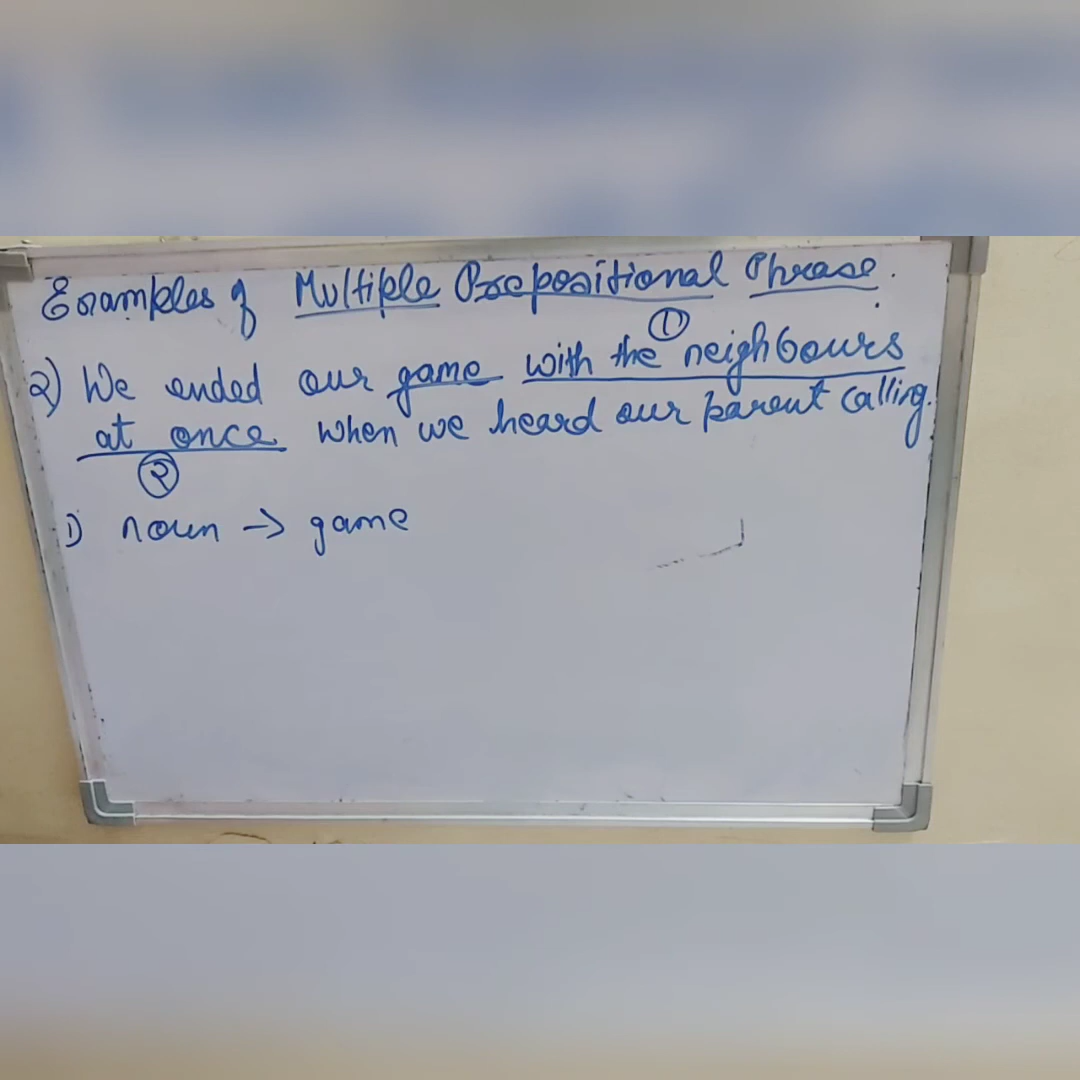 Examples of Multiple Prepositional Phrase.
①
2) We ended our game with the neighbours
at once when we heard our parent calling.
②
1) noun → game